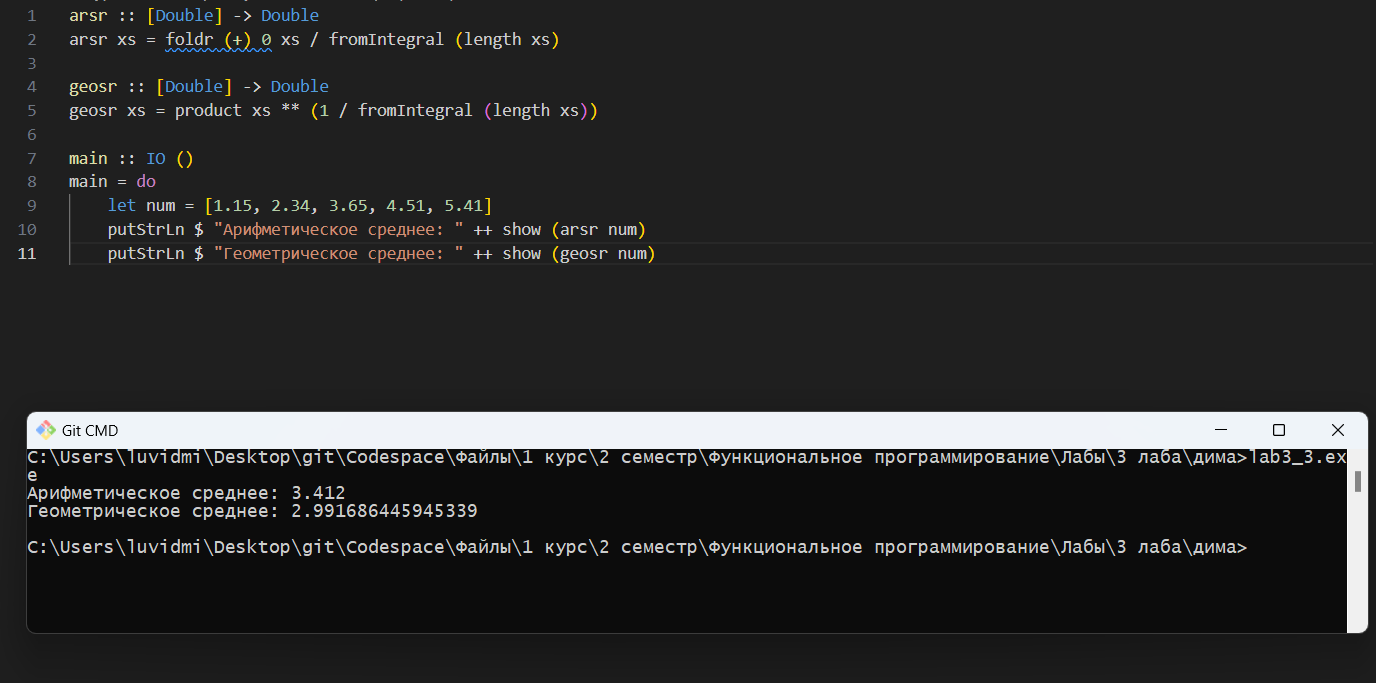 1 arsr :: [Double] -> Double
2 arsr xs = foldr (+) 0 xs / fromIntegral (length xs)
3
4 geosr :: [Double] -> Double
5 geosr xs = product xs ** (1 / fromIntegral (length xs))
6
7 main :: IO ()
8 main = do
9 let num = [1.15, 2.34, 3.65, 4.51, 5.41]
10 putStrLn $ "Арифметическое среднее: " ++ show (arsr num)
11 putStrLn $ "Геометрическое среднее: " ++ show (geosr num)
Git CMD
C:\Users\luvidmi\Desktop\git\Codespace\Файлы\1 курс\2 семестр\Функциональное программирование\Лабы\3 лаба\дима>lab3_3.ex
e
Арифметическое среднее: 3.412
Геометрическое среднее: 2.991686445945339
C:\Users\luvidmi\Desktop\git\Codespace\Файлы\1 курс\2 семестр\Функциональное программирование\Лабы\3 лаба\дима>